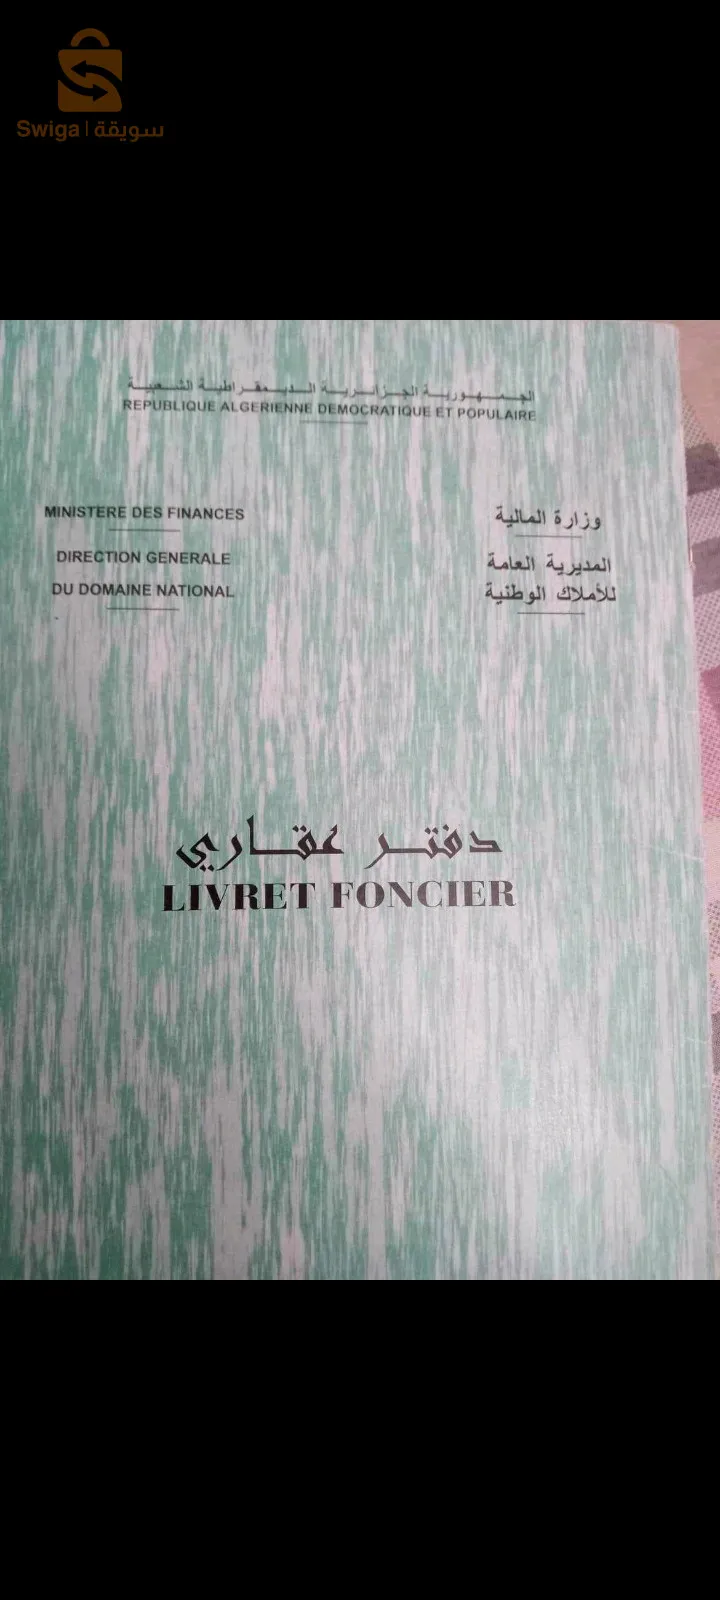 Swiga | سويقة
الجمهورية الجزائرية الديمقراطية الشعبية
REPUBLIQUE ALGERIENNE DEMOCRATIQUE ET POPULAIRE
MINISTERE DES FINANCES
DIRECTION GENERALE
DU DOMAINE NATIONAL
وزارة المالية
المديرية العامة
للأملاك الوطنية
دفتر عقاري
LIVRET FONCIER